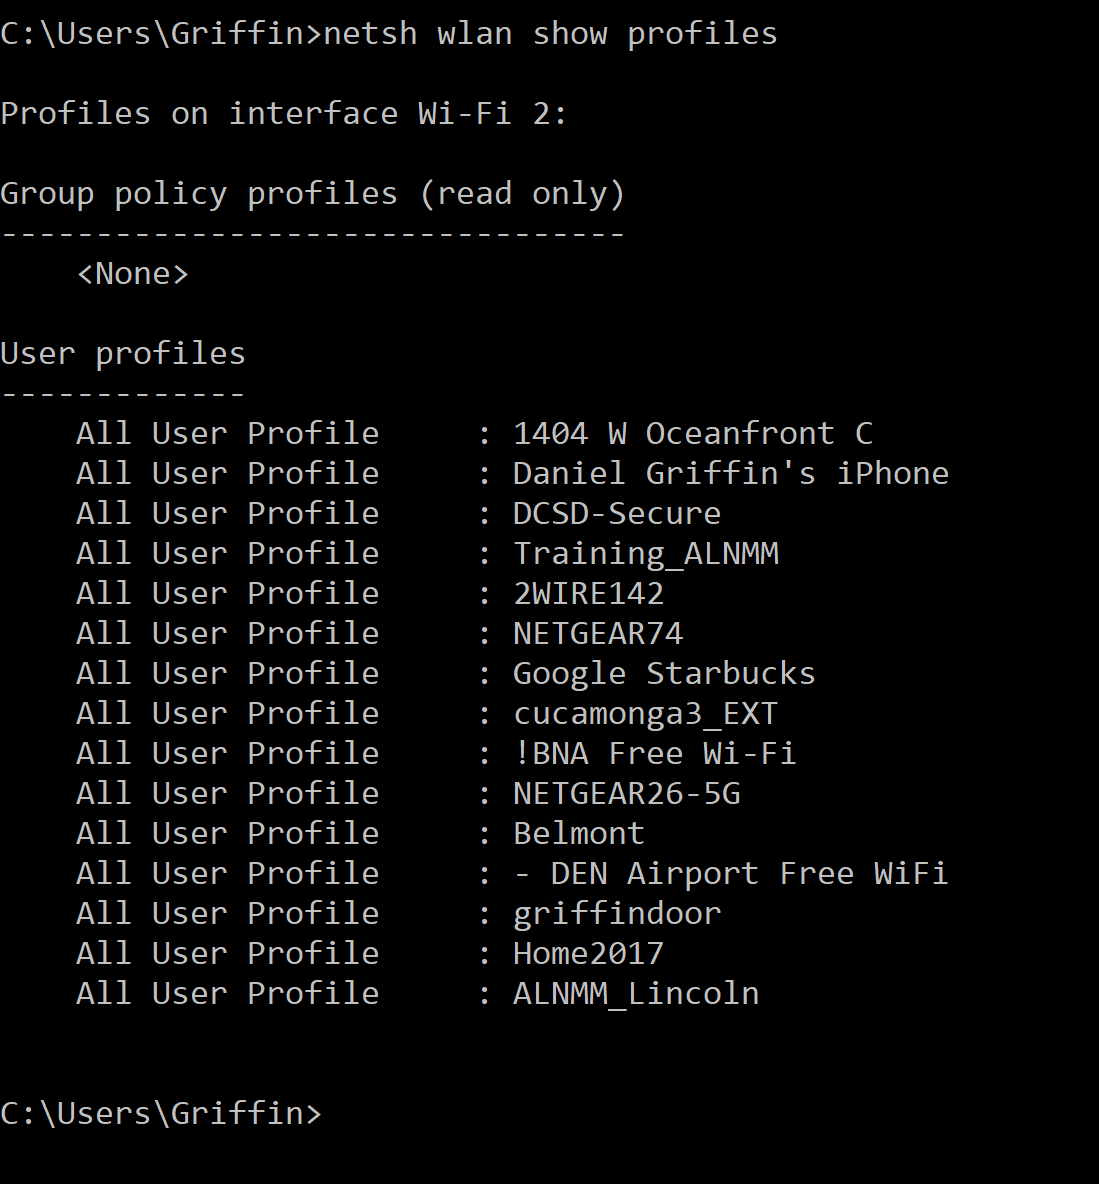 C:\Users\Griffin>netsh wlan show profiles
Profiles on interface Wi-Fi 2:
Group policy profiles (read only)
---------------------------------
    <None>
User profiles
-------------
    All User Profile     : 1404 W Oceanfront C
    All User Profile     : Daniel Griffin's iPhone
    All User Profile     : DCSD-Secure
    All User Profile     : Training_ALNMM
    All User Profile     : 2WIRE142
    All User Profile     : NETGEAR74
    All User Profile     : Google Starbucks
    All User Profile     : cucamonga3_EXT
    All User Profile     : !BNA Free Wi-Fi
    All User Profile     : NETGEAR26-5G
    All User Profile     : Belmont
    All User Profile     : - DEN Airport Free WiFi
    All User Profile     : griffindoor
    All User Profile     : Home2017
    All User Profile     : ALNMM_Lincoln
C:\Users\Griffin>